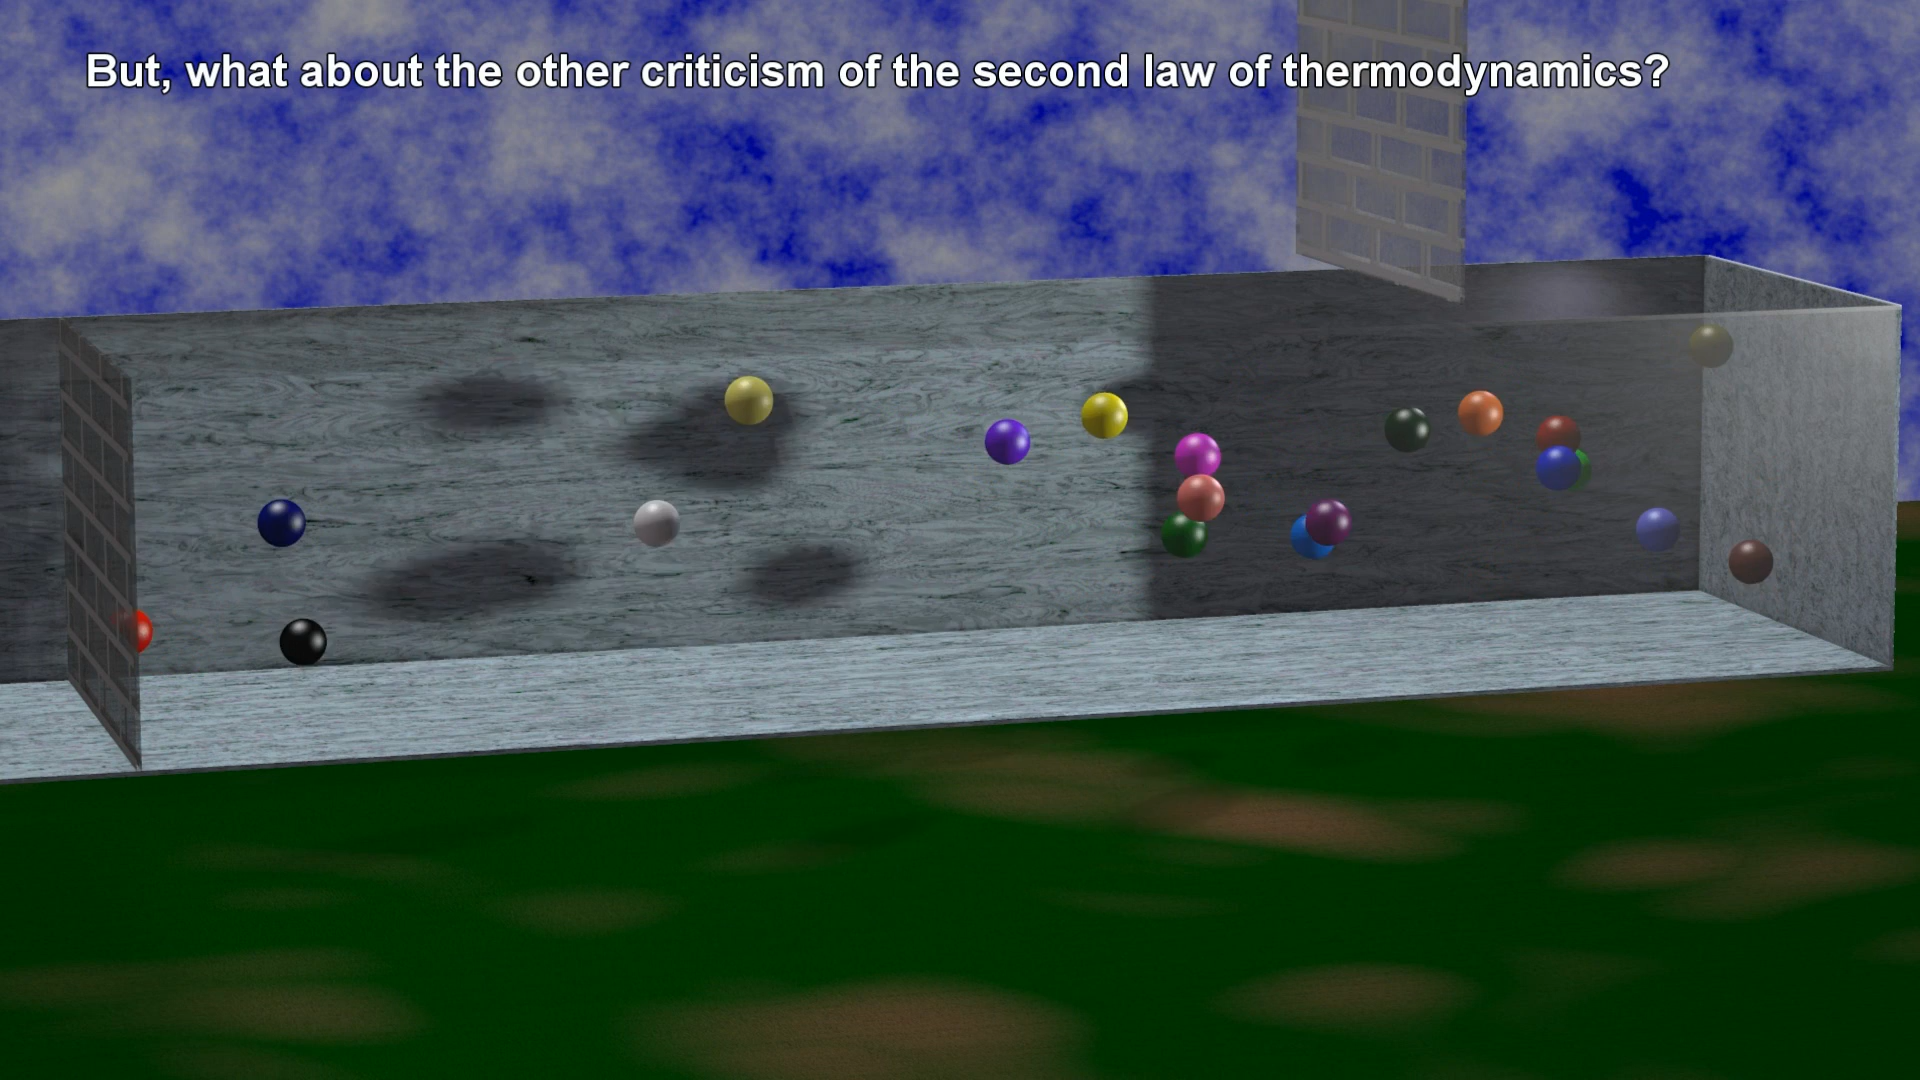 But, what about the other criticism of the second law of thermodynamics?